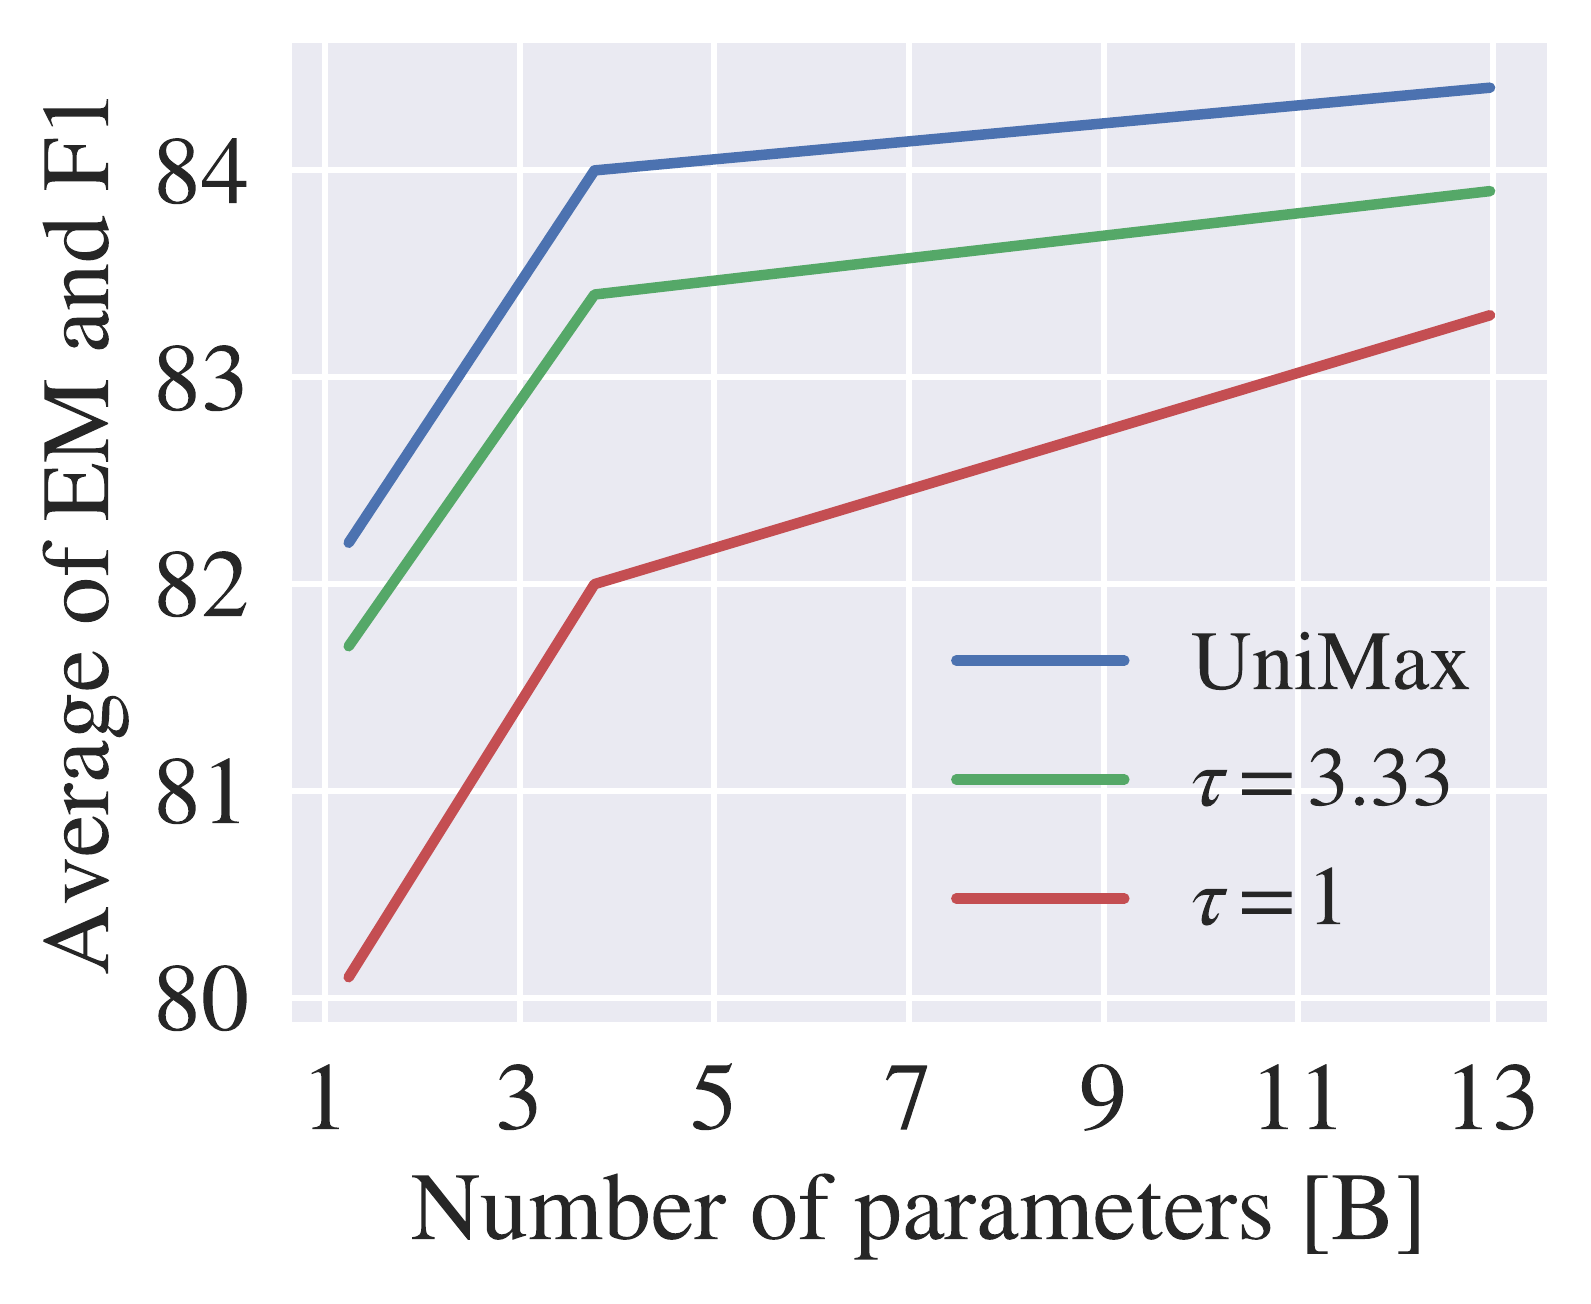 Average of EM and F1
84
83
82
81
80
UniMax
τ = 3.33
τ = 1
1 3 5 7 9 11 13
Number of parameters [B]